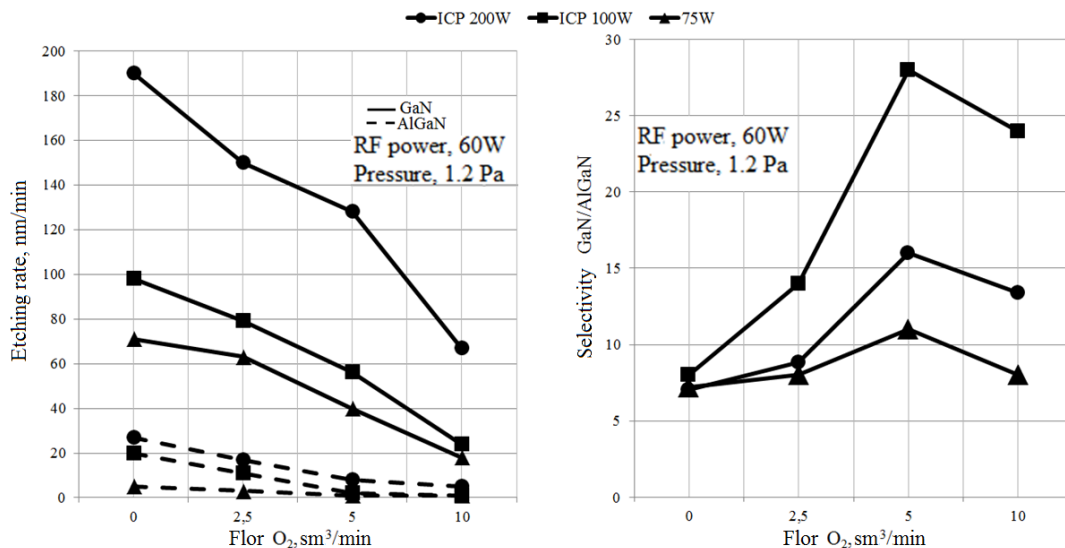 ICP 200W ICP 100W 75W
Etching rate, nm/min
200
180
160
140
120
100
80
60
40
20
0
GaN
AlGaN
RF power, 60W
Pressure, 1.2 Pa
0 2,5 5 10
Flor O₂,sm³/min
Selectivity GaN/AlGaN
30
25
20
15
10
5
0
RF power, 60W
Pressure, 1.2 Pa
0 2,5 5 10
Flor O₂,sm³/min